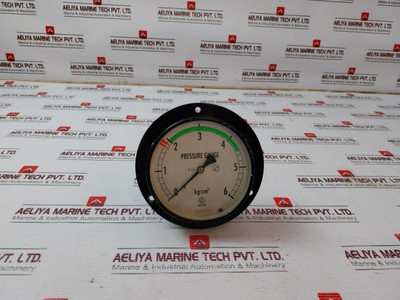 AELIYA MARINE TECH PVT. LTD.
Marine & Industrial Automation & Machinery
0 1 2 3 4 5 6
PRESSURE GAUGE
kg/cm²